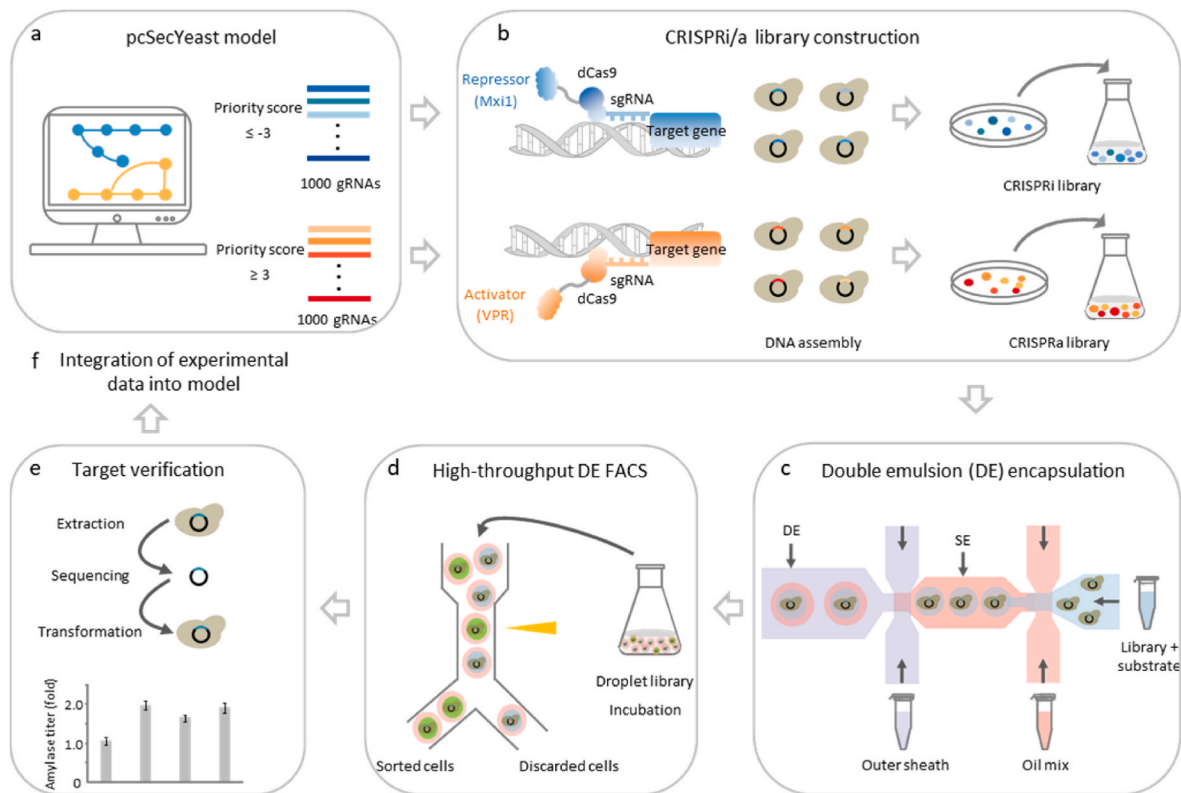 a
pcSecYeast model
Priority score
≤ -3
1000 gRNAs
Priority score
≥ 3
1000 gRNAs
b
CRISPRi/a library construction
Repressor
(Mxi1)
dCas9
sgRNA
Target gene
CRISPRi library
Target gene
sgRNA
dCas9
Activator
(VPR)
DNA assembly
CRISPRa library
c
Double emulsion (DE) encapsulation
DE
SE
Library +
substrate
Outer sheath
Oil mix
d
High-throughput DE FACS
Droplet library
Incubation
Sorted cells
Discarded cells
e
Target verification
Extraction
Sequencing
Transformation
Amylase titer (fold)
2.0
1.0
0
f
Integration of experimental
data into model